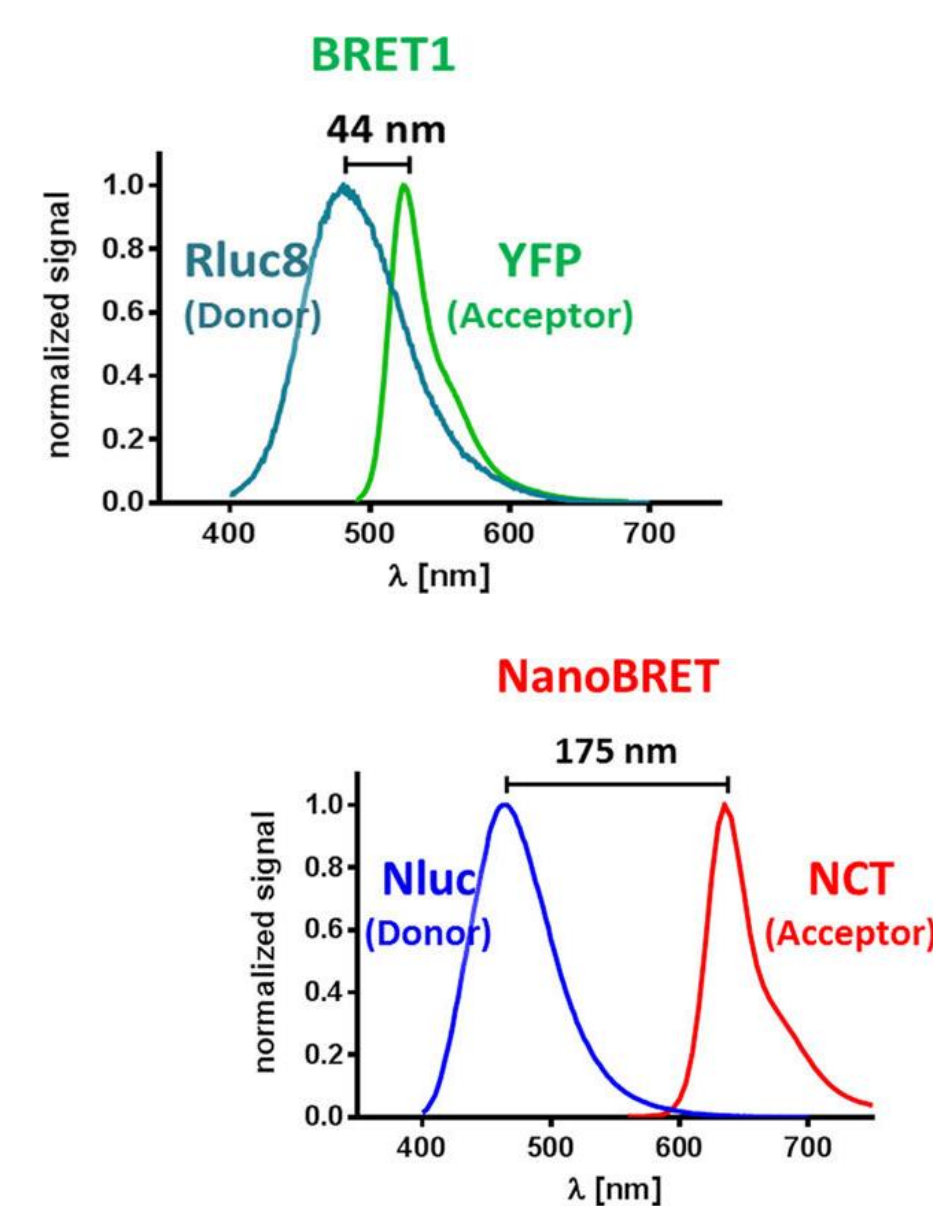 BRET1
44 nm
normalized signal
1.0
0.8
0.6
0.4
0.2
0.0
Rluc8
(Donor)
YFP
(Acceptor)
400 500 600 700
λ [nm]
NanoBRET
175 nm
normalized signal
1.0
0.8
0.6
0.4
0.2
0.0
Nluc
(Donor)
NCT
(Acceptor)
400 500 600 700
λ [nm]